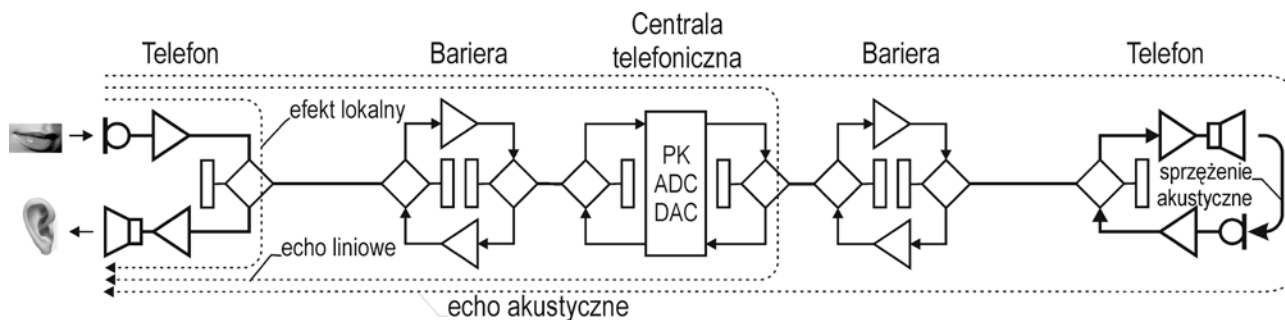 Telefon
Bariera
Centrala
telefoniczna
Bariera
Telefon
efekt lokalny
PK
ADC
DAC
sprzężenie
akustyczne
echo liniowe
echo akustyczne